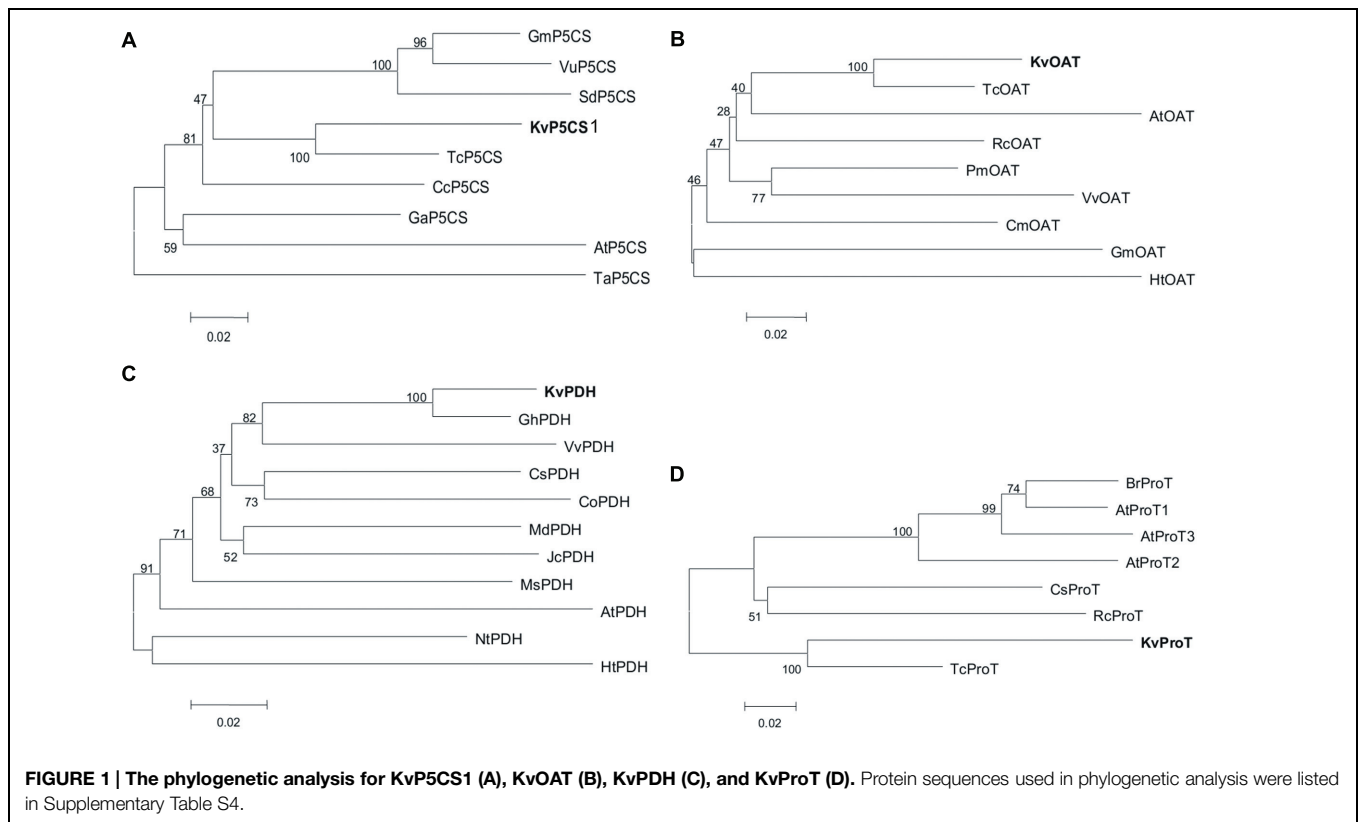 A
GmP5CS
96
VuP5CS
100
SdP5CS
47
KvP5CS1
81
100
TcP5CS
CcP5CS
GaP5CS
59
AtP5CS
TaP5CS
0.02
B
KvOAT
100
TcOAT
40
AtOAT
28
RcOAT
47
PmOAT
46
77
VvOAT
CmOAT
GmOAT
HtOAT
0.02
C
KvPDH
100
GhPDH
82
VvPDH
37
CsPDH
73
CoPDH
68
MdPDH
71
52
JcPDH
MsPDH
91
AtPDH
NtPDH
HtPDH
0.02
D
BrProT
74
AtProT1
99
AtProT3
100
AtProT2
CsProT
51
RcProT
KvProT
100
TcProT
0.02
FIGURE 1 | The phylogenetic analysis for KvP5CS1 (A), KvOAT (B), KvPDH (C), and KvProT (D). Protein sequences used in phylogenetic analysis were listed
in Supplementary Table S4.